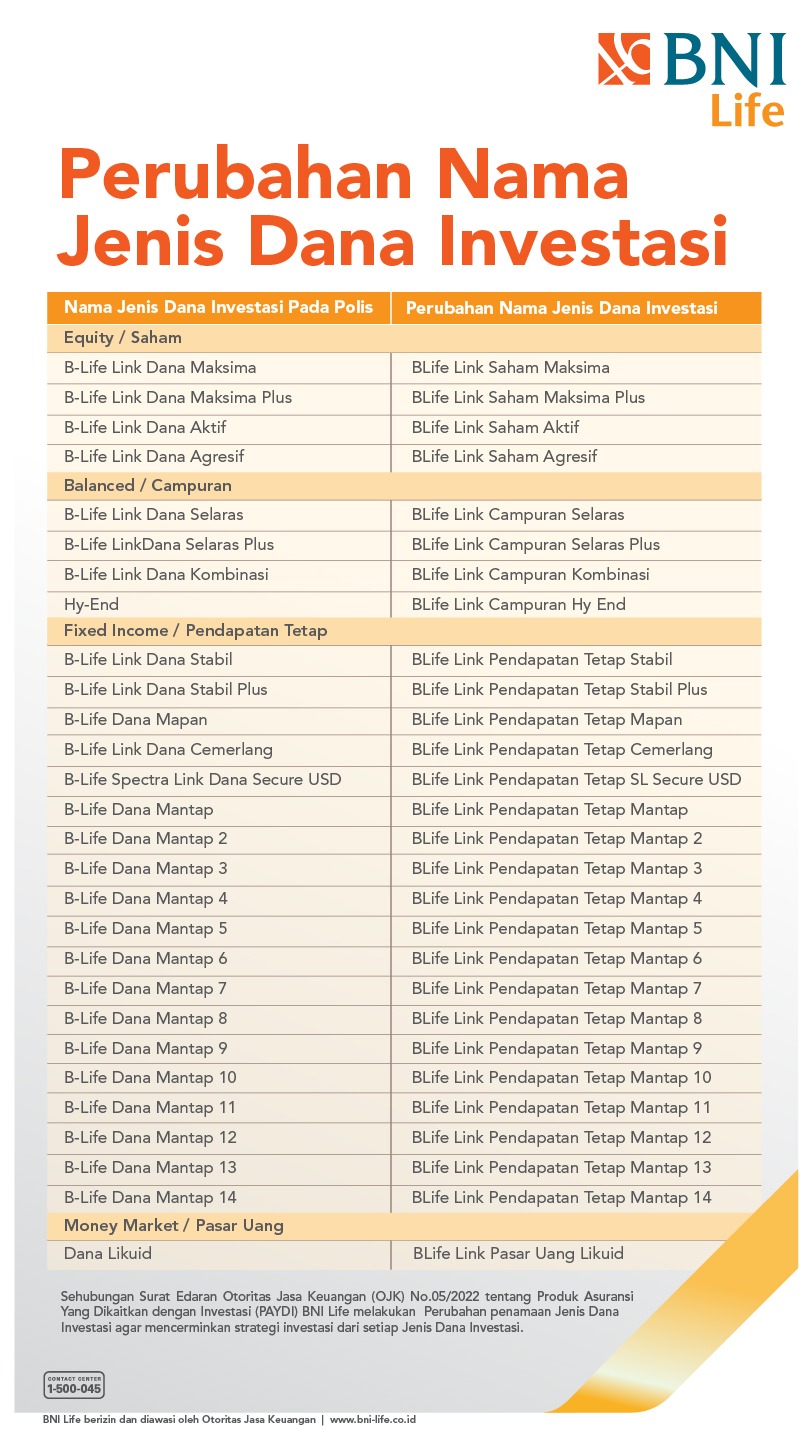 BNI
Life
Perubahan Nama
Jenis Dana Investasi
Nama Jenis Dana Investasi Pada Polis Perubahan Nama Jenis Dana Investasi
Equity / Saham
B-Life Link Dana Maksima BLife Link Saham Maksima
B-Life Link Dana Maksima Plus BLife Link Saham Maksima Plus
B-Life Link Dana Aktif BLife Link Saham Aktif
B-Life Link Dana Agresif BLife Link Saham Agresif
Balanced / Campuran
B-Life Link Dana Selaras BLife Link Campuran Selaras
B-Life LinkDana Selaras Plus BLife Link Campuran Selaras Plus
B-Life Link Dana Kombinasi BLife Link Campuran Kombinasi
Hy-End BLife Link Campuran Hy End
Fixed Income / Pendapatan Tetap
B-Life Link Dana Stabil BLife Link Pendapatan Tetap Stabil
B-Life Link Dana Stabil Plus BLife Link Pendapatan Tetap Stabil Plus
B-Life Dana Mapan BLife Link Pendapatan Tetap Mapan
B-Life Link Dana Cemerlang BLife Link Pendapatan Tetap Cemerlang
B-Life Spectra Link Dana Secure USD BLife Link Pendapatan Tetap SL Secure USD
B-Life Dana Mantap BLife Link Pendapatan Tetap Mantap
B-Life Dana Mantap 2 BLife Link Pendapatan Tetap Mantap 2
B-Life Dana Mantap 3 BLife Link Pendapatan Tetap Mantap 3
B-Life Dana Mantap 4 BLife Link Pendapatan Tetap Mantap 4
B-Life Dana Mantap 5 BLife Link Pendapatan Tetap Mantap 5
B-Life Dana Mantap 6 BLife Link Pendapatan Tetap Mantap 6
B-Life Dana Mantap 7 BLife Link Pendapatan Tetap Mantap 7
B-Life Dana Mantap 8 BLife Link Pendapatan Tetap Mantap 8
B-Life Dana Mantap 9 BLife Link Pendapatan Tetap Mantap 9
B-Life Dana Mantap 10 BLife Link Pendapatan Tetap Mantap 10
B-Life Dana Mantap 11 BLife Link Pendapatan Tetap Mantap 11
B-Life Dana Mantap 12 BLife Link Pendapatan Tetap Mantap 12
B-Life Dana Mantap 13 BLife Link Pendapatan Tetap Mantap 13
B-Life Dana Mantap 14 BLife Link Pendapatan Tetap Mantap 14
Money Market / Pasar Uang
Dana Likuid BLife Link Pasar Uang Likuid
Sehubungan Surat Edaran Otoritas Jasa Keuangan (OJK) No.05/2022 tentang Produk Asuransi
Yang Dikaitkan dengan Investasi (PAYDI) BNI Life melakukan Perubahan penamaan Jenis Dana
Investasi agar mencerminkan strategi investasi dari setiap Jenis Dana Investasi.
CONTACT CENTER
1-500-045
BNI Life berizin dan diawasi oleh Otoritas Jasa Keuangan | www.bni-life.co.id